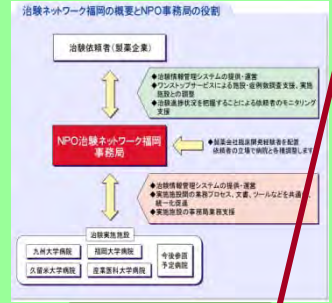 治験ネットワーク福岡の概要とNPO事務局の役割
治験依頼者(製薬企業)
◆治験情報管理システムの提供・運営
◆ワンストップサービスによる施設・症例数調査支援、実施
施設との調整
◆治験進捗状況を把握することによる依頼者のモニタリング
支援
NPO治験ネットワーク福岡
事務局
◆製薬会社臨床開発経験者を配置
依頼者の立場で病院と各種調整します
◆治験情報管理システムの提供・運営
◆実施施設間の業務プロセス、文書、ツールなどを共通
統一化促進
◆実施施設の事務局業務支援
治験実施施設
九州大学病院
福岡大学病院
今後参画
予定病院
久留米大学病院
産業医科大学病院